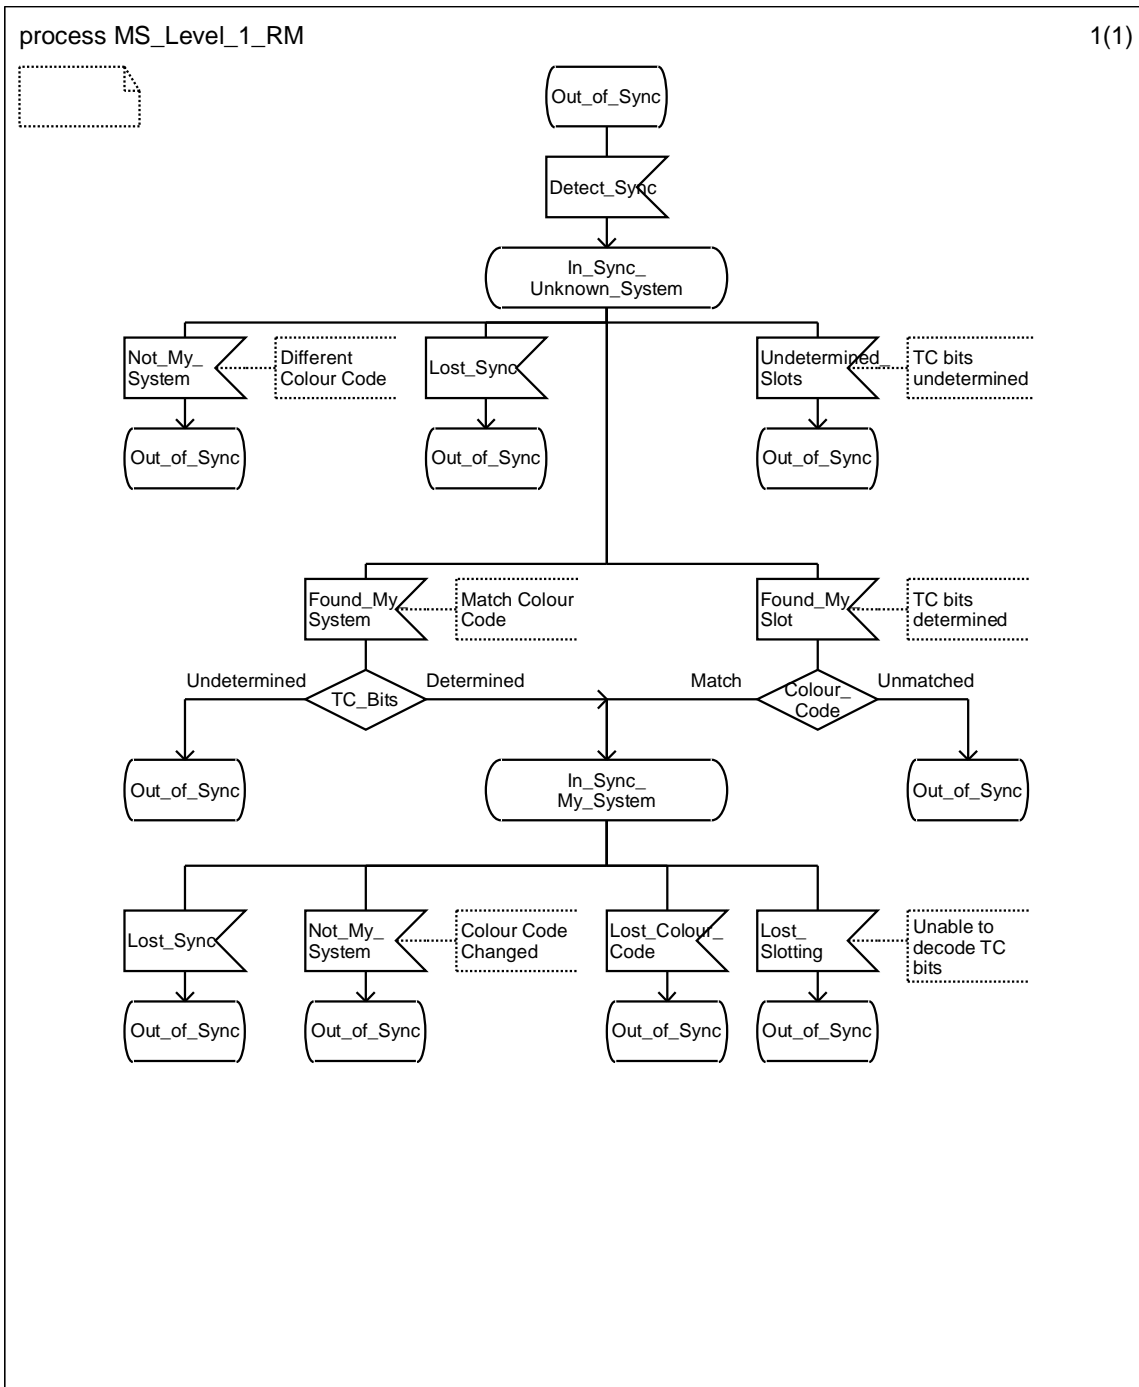 process MS_Level_1_RM
1(1)
Out_of_Sync
Detect_Sync
In_Sync_
Unknown_System
Not_My_
System
Different
Colour Code
Lost_Sync
Undetermined_
Slots
TC bits
undetermined
Out_of_Sync
Out_of_Sync
Out_of_Sync
Found_My_
System
Match Colour
Code
Found_My_
Slot
TC bits
determined
Undetermined
TC_Bits
Determined
Match
Colour_
Code
Unmatched
Out_of_Sync
In_Sync_
My_System
Out_of_Sync
Lost_Sync
Not_My_
System
Colour Code
Changed
Lost_Colour_
Code
Lost_
Slotting
Unable to
decode TC
bits
Out_of_Sync
Out_of_Sync
Out_of_Sync
Out_of_Sync